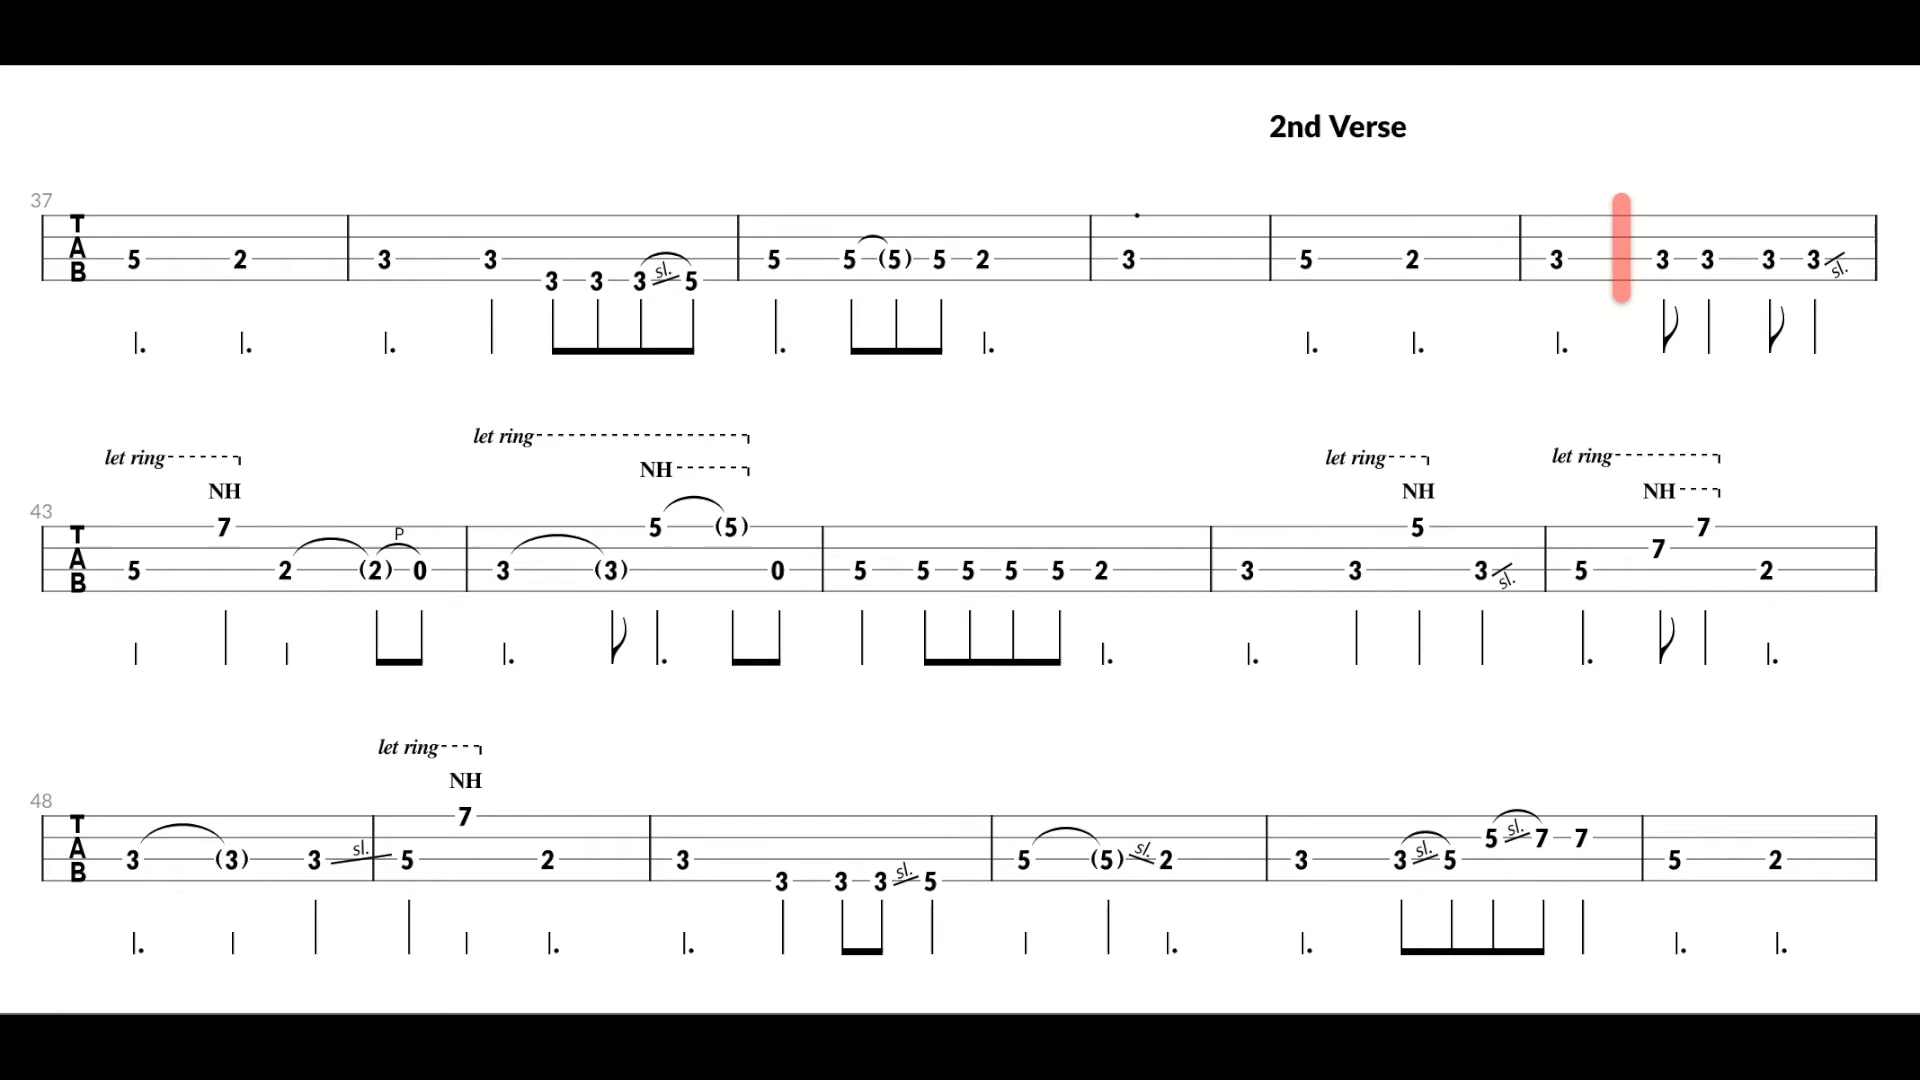 2nd Verse
37
T 5 2 3 3 3 3 3 sl. 5 5 5 (5) 5 2 3 5 2 3 3 3 3 3 sl.
A
B
let ring let ring let ring let ring
NH NH NH NH
43
T 5 7 2 (2) P 0 3 (3) 5 (5) 0 5 5 5 5 5 2 3 3 5 3 sl. 5 7 7 2
A
B
let ring
NH
48
T 3 (3) 3 sl. 5 7 2 3 3 3 3 sl. 5 5 (5) sl. 2 3 3 sl. 5 5 sl. 7 7 5 2
A
B